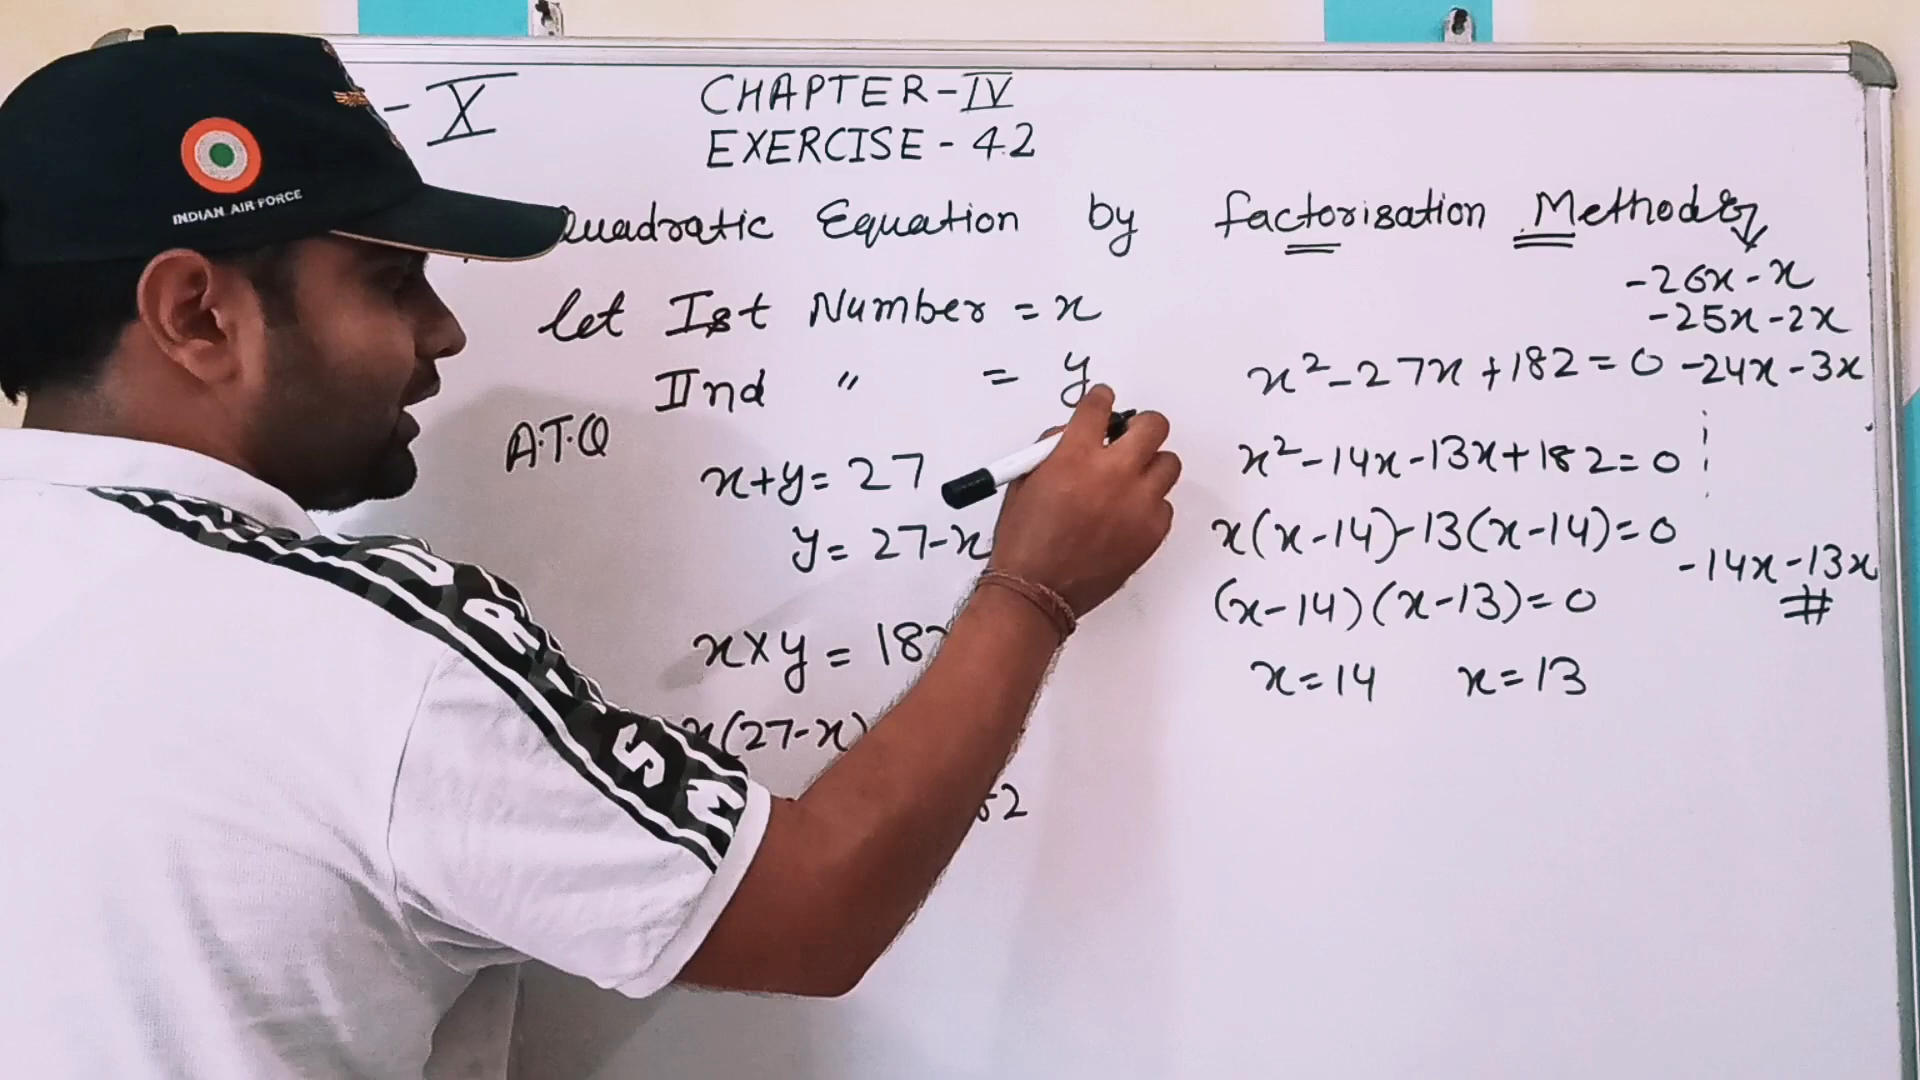 - X
CHAPTER-IV
EXERCISE - 4.2
Quadratic Equation by factorisation Method
let Ist Number = x
IInd " = y
A.T.Q
x+y= 27
y= 27-x
x×y = 18
x(27-x)
2
-26x-x
-25x-2x
x²-27x+182=0 -24x-3x
x²-14x-13x+182=0
x(x-14)-13(x-14)=0
-14x-13x
#
(x-14)(x-13)=0
x=14 x=13
INDIAN AIR FORCE